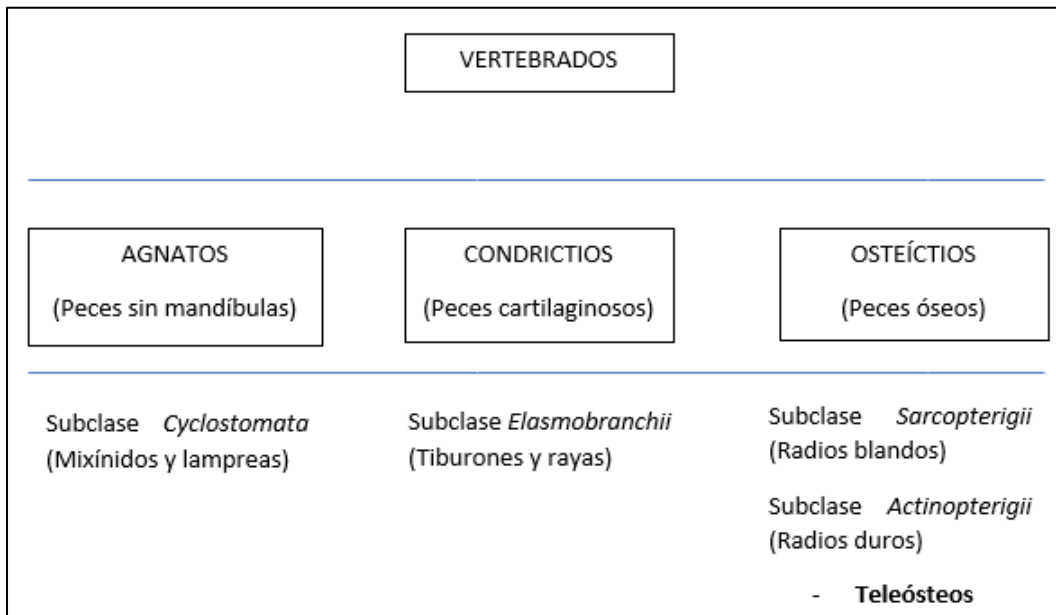 VERTEBRADOS
AGNATOS
(Peces sin mandíbulas)
CONDRICTIOS
(Peces cartilaginosos)
OSTEÍCTIOS
(Peces óseos)
Subclase Cyclostomata
(Mixínidos y lampreas)
Subclase Elasmobranchii
(Tiburones y rayas)
Subclase Sarcopterigii
(Radios blandos)
Subclase Actinopterigii
(Radios duros)
- Teleósteos